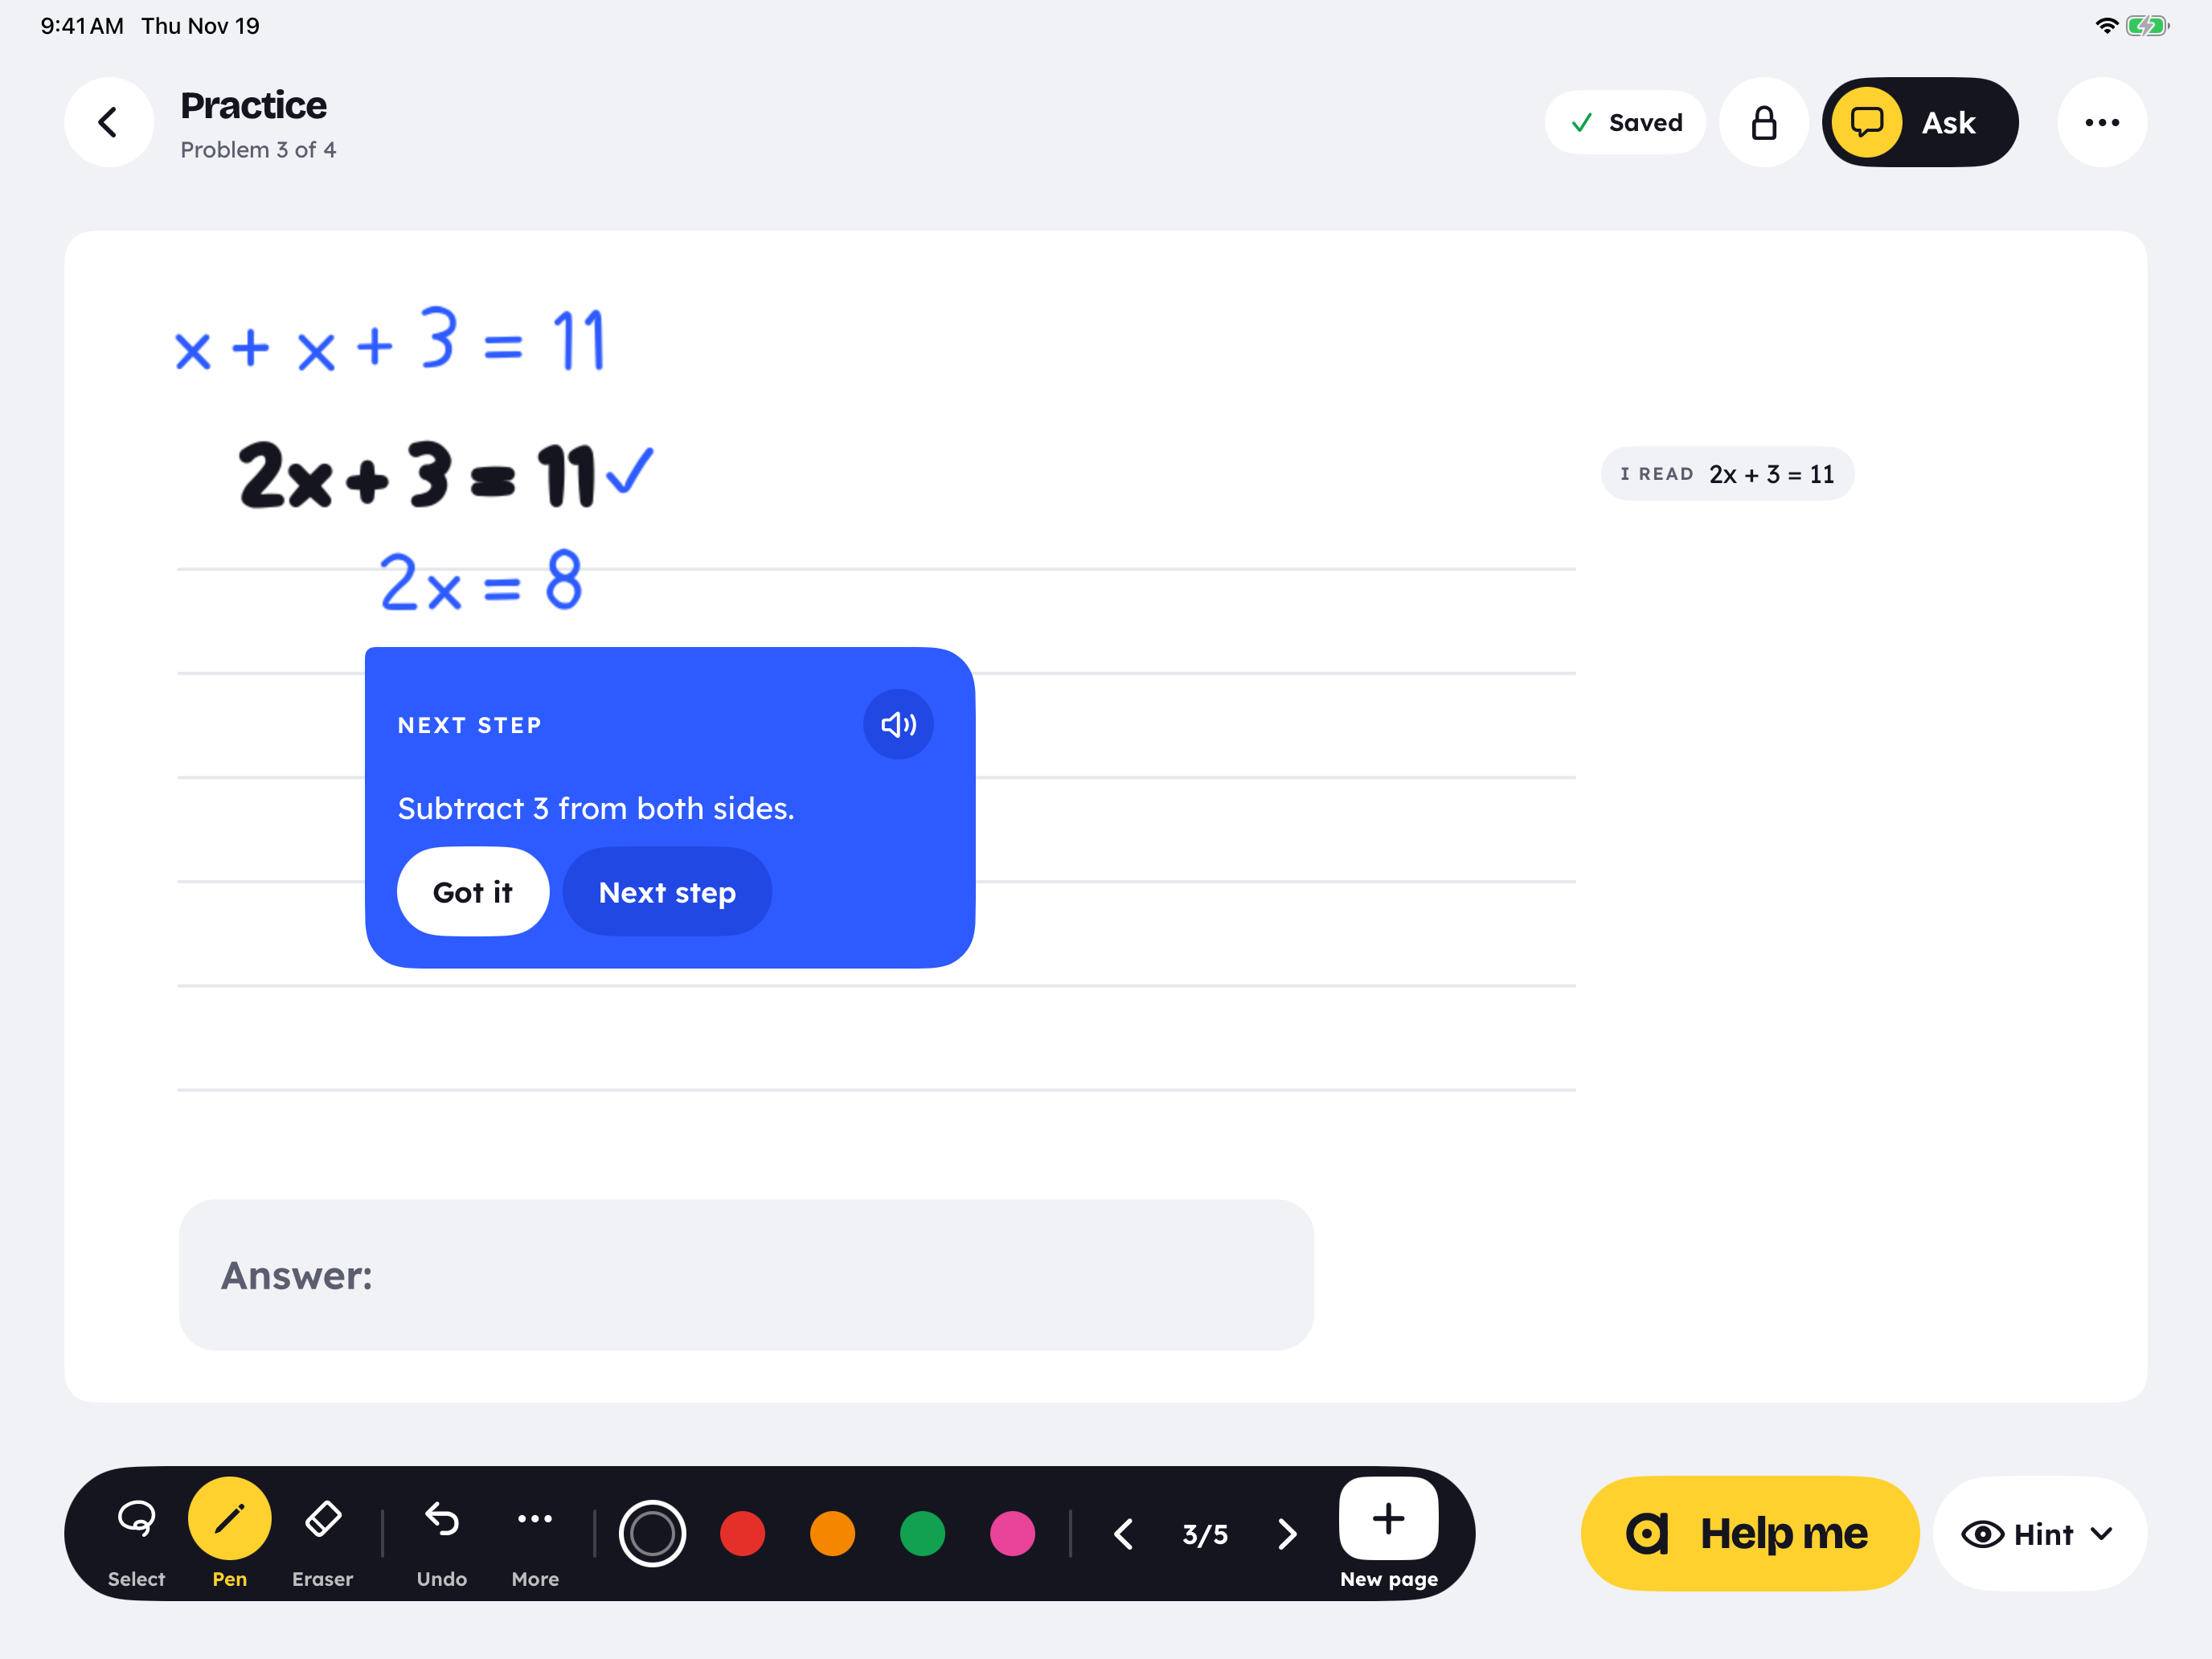 9:41 AM Thu Nov 19
Practice
Problem 3 of 4
Saved
Ask
x + x + 3 = 11
2x + 3 = 11 ✓
I READ 2x + 3 = 11
2x = 8
NEXT STEP
Subtract 3 from both sides.
Got it
Next step
Answer:
Select
Pen
Eraser
Undo
More
3/5
New page
Help me
Hint